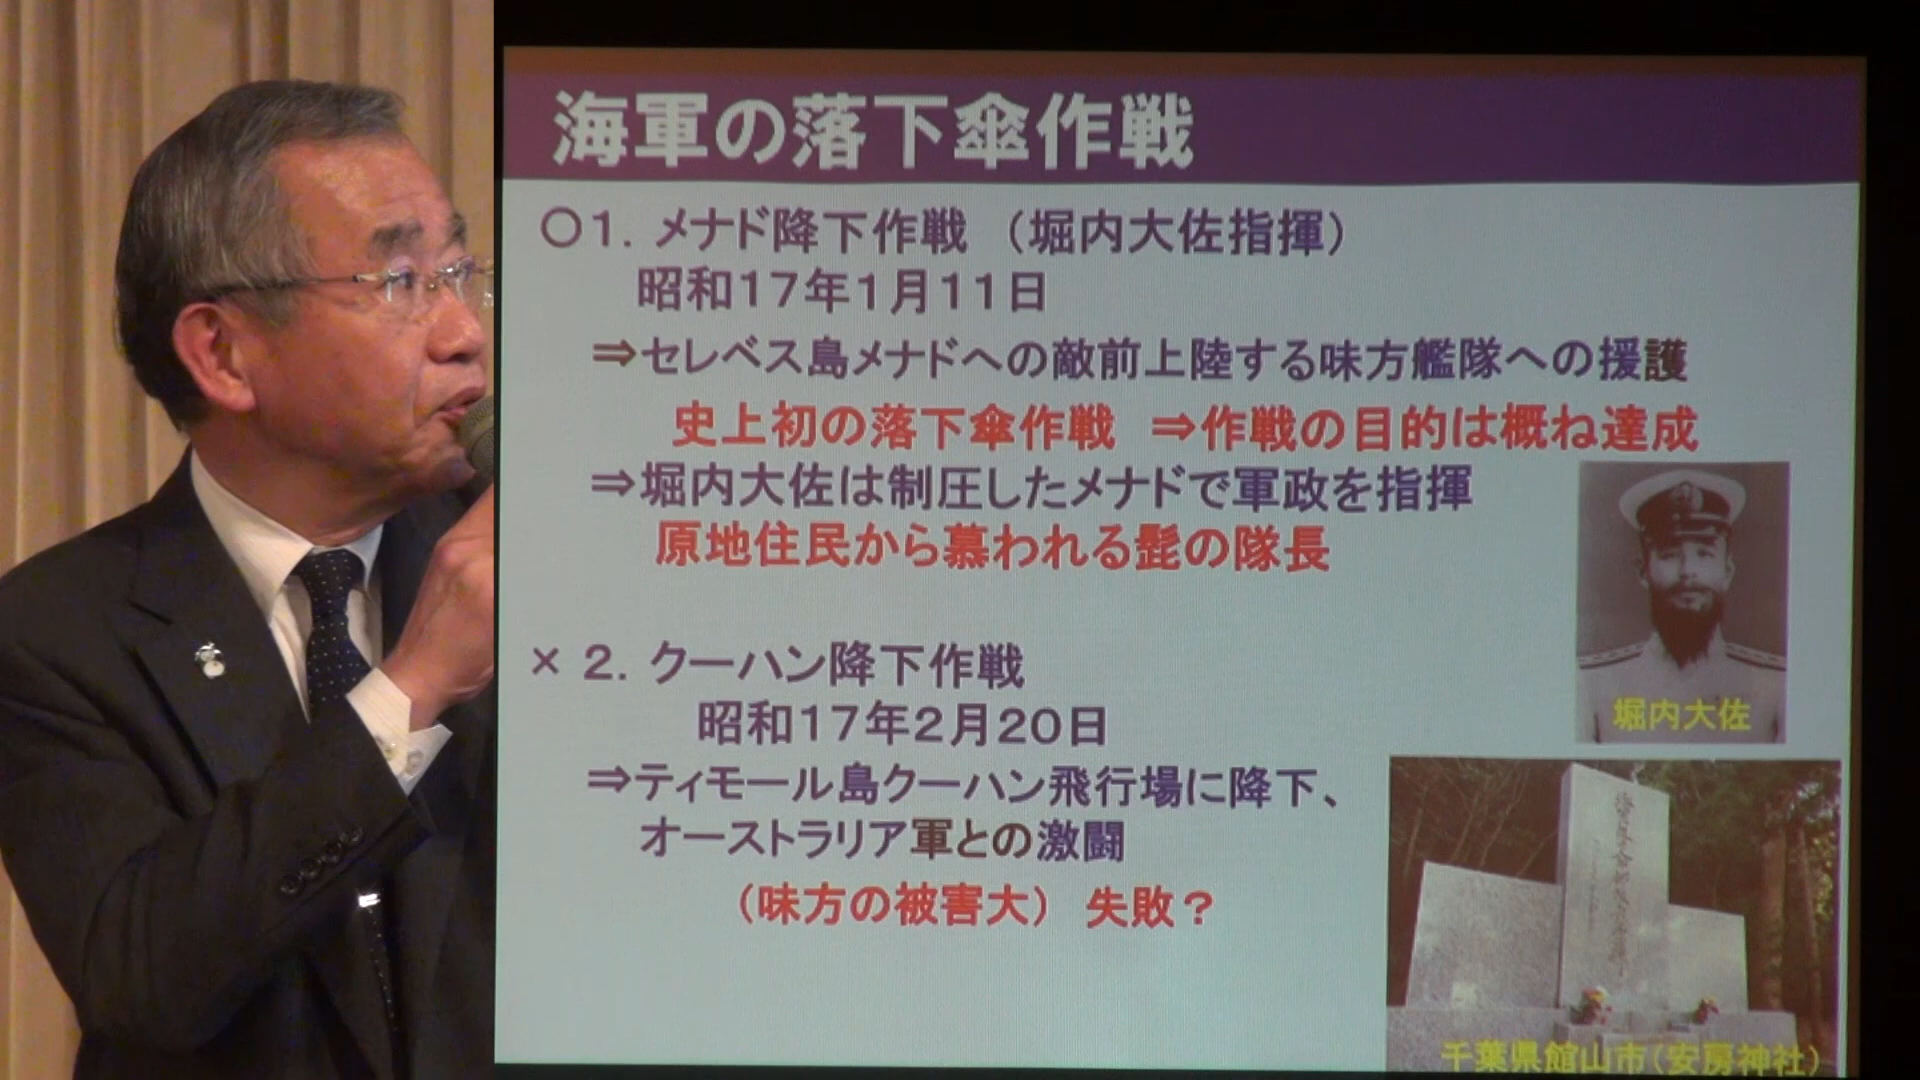 海軍の落下傘作戦
〇１．メナド降下作戦 （堀内大佐指揮）
昭和１７年１月１１日
⇒セレベス島メナドへの敵前上陸する味方艦隊への援護
史上初の落下傘作戦 ⇒作戦の目的は概ね達成
⇒堀内大佐は制圧したメナドで軍政を指揮
原地住民から慕われる髭の隊長
堀内大佐
× ２．クーハン降下作戦
昭和１７年２月２０日
⇒ティモール島クーハン飛行場に降下、
オーストラリア軍との激闘
（味方の被害大） 失敗？
千葉県館山市（安房神社）